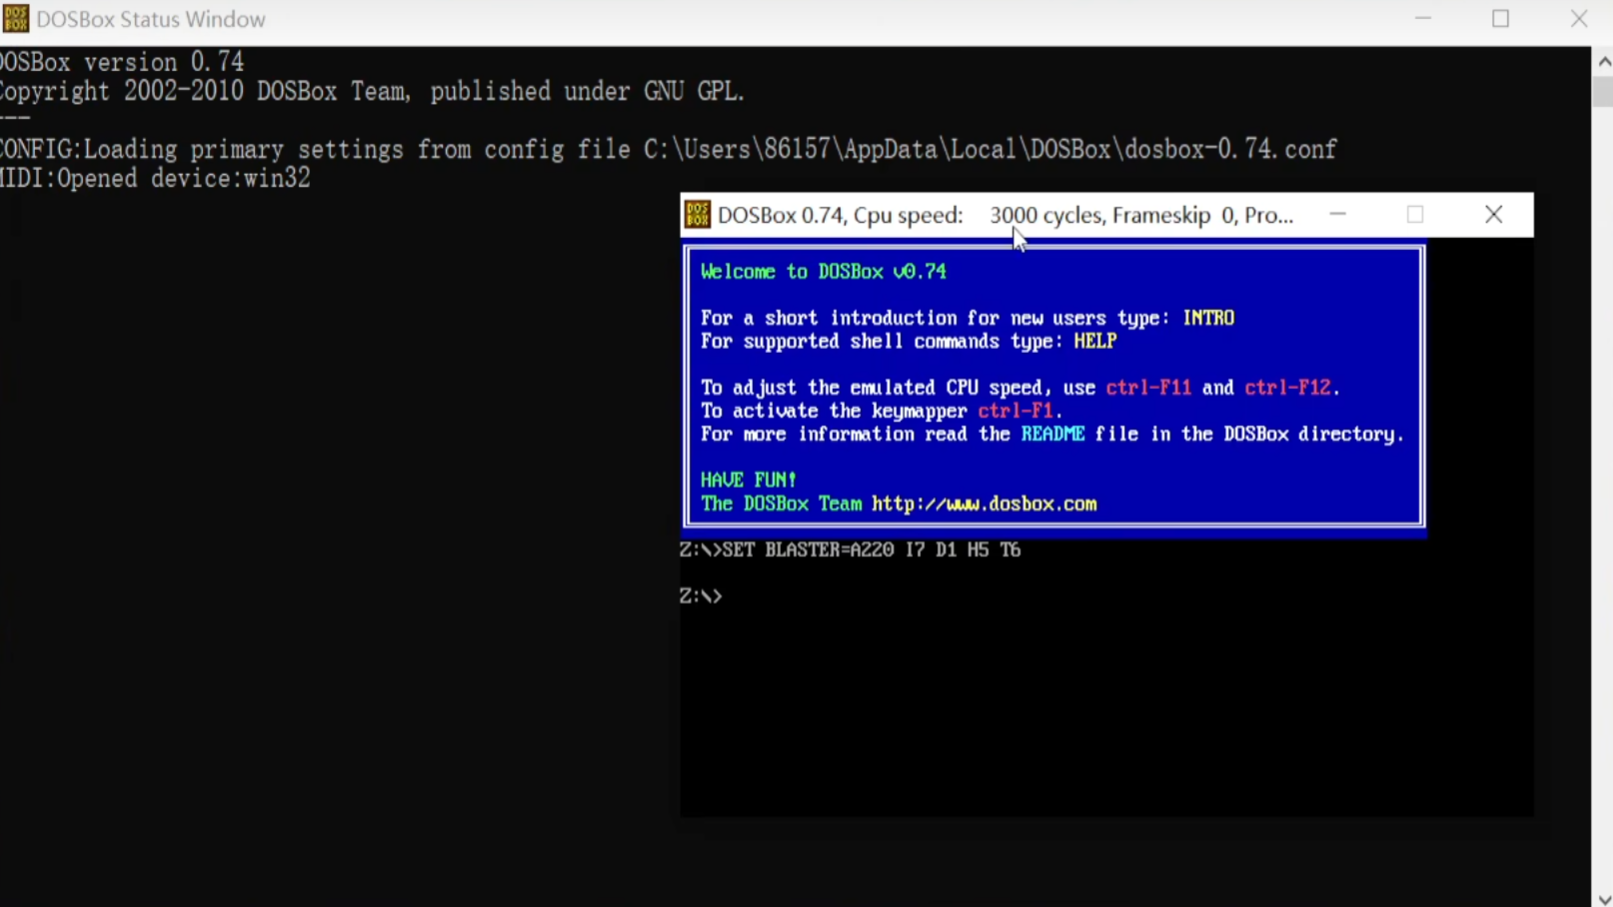 DOSBox Status Window
DOSBox version 0.74
Copyright 2002-2010 DOSBox Team, published under GNU GPL.
---
CONFIG:Loading primary settings from config file C:\Users\86157\AppData\Local\DOSBox\dosbox-0.74.conf
MIDI:Opened device:win32
DOSBox 0.74, Cpu speed: 3000 cycles, Frameskip 0, Pro...
Welcome to DOSBox v0.74
For a short introduction for new users type: INTRO
For supported shell commands type: HELP
To adjust the emulated CPU speed, use ctrl-F11 and ctrl-F12.
To activate the keymapper ctrl-F1.
For more information read the README file in the DOSBox directory.
HAVE FUN!
The DOSBox Team http://www.dosbox.com
Z:\>SET BLASTER=A220 I7 D1 H5 T6
Z:\>